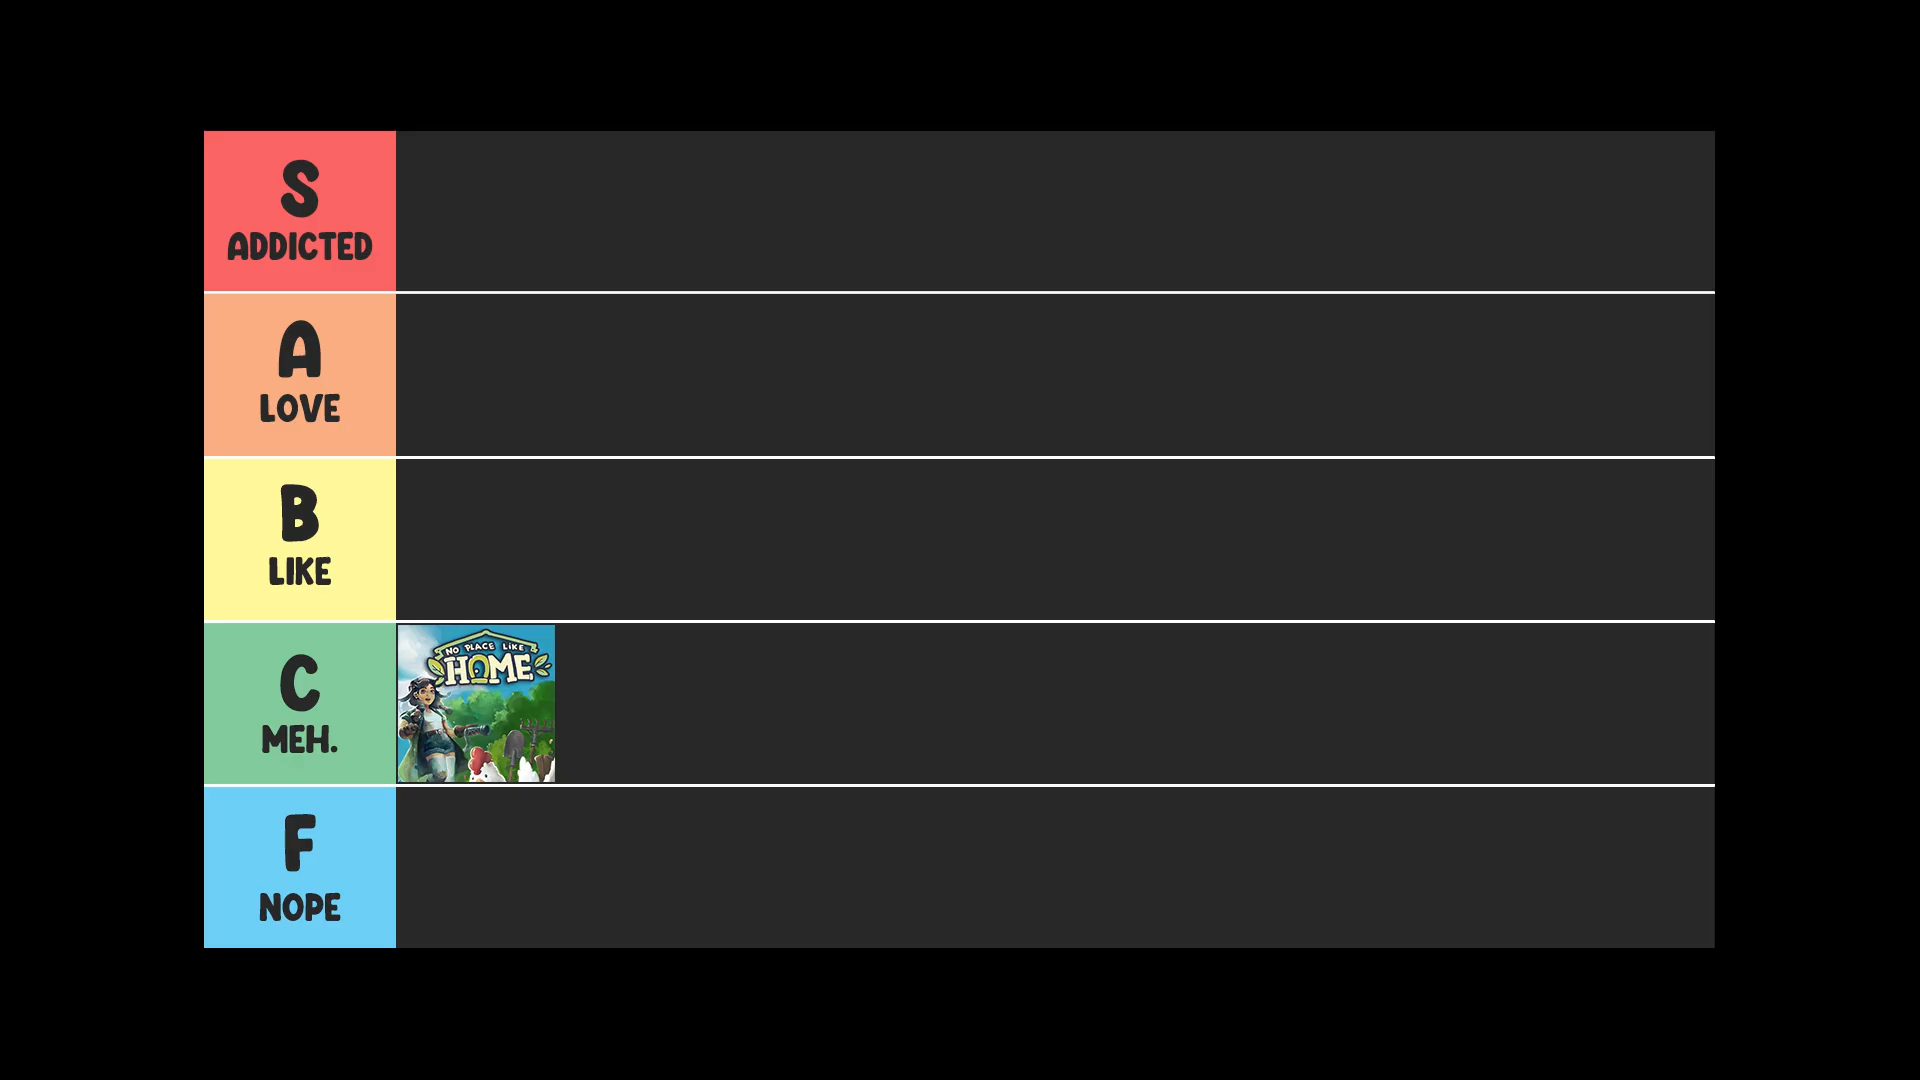 S
ADDICTED
A
LOVE
B
LIKE
C
MEH.
NO PLACE LIKE
HOME
F
NOPE